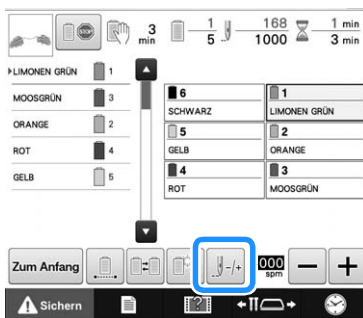 3 min
1 5
168 1000
1 min
3 min
LIMONEN GRÜN 1
MOOSGRÜN 3
ORANGE 2
ROT 4
GELB 5
6 SCHWARZ
1 LIMONEN GRÜN
5 GELB
2 ORANGE
4 ROT
3 MOOSGRÜN
Zum Anfang
-/+
spm
− +
Sichern
?